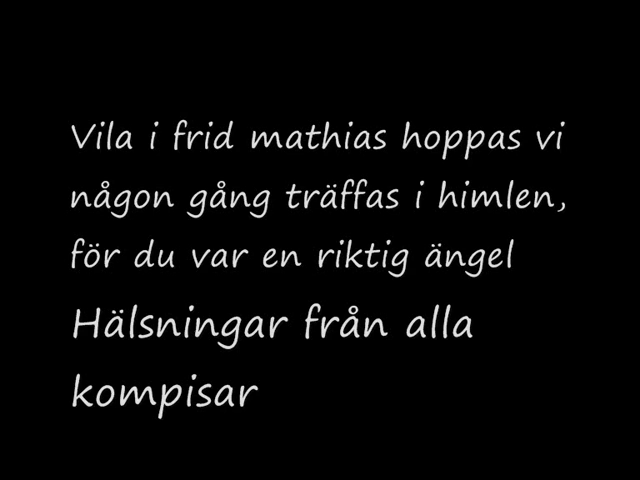 Vila i frid mathias hoppas vi
någon gång träffas i himlen,
för du var en riktig ängel
Hälsningar från alla
kompisar